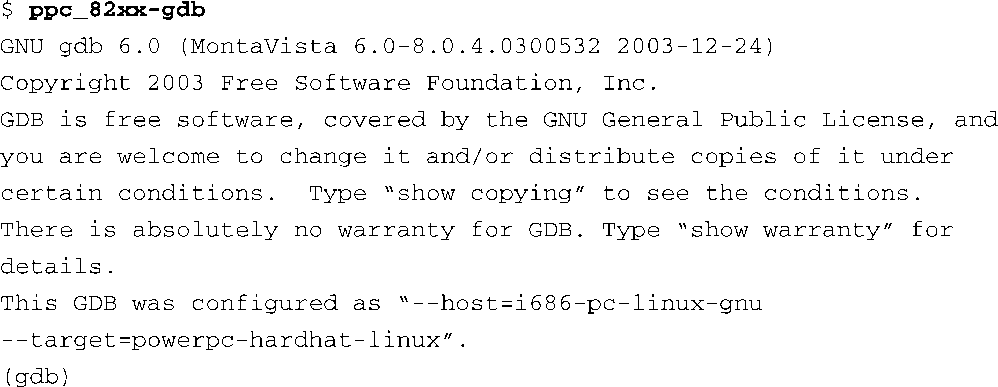 $ ppc_82xx-gdb
GNU gdb 6.0 (MontaVista 6.0-8.0.4.0300532 2003-12-24)
Copyright 2003 Free Software Foundation, Inc.
GDB is free software, covered by the GNU General Public License, and
you are welcome to change it and/or distribute copies of it under
certain conditions.  Type “show copying” to see the conditions.
There is absolutely no warranty for GDB. Type “show warranty” for
details.
This GDB was configured as “--host=i686-pc-linux-gnu
--target=powerpc-hardhat-linux”.
(gdb)